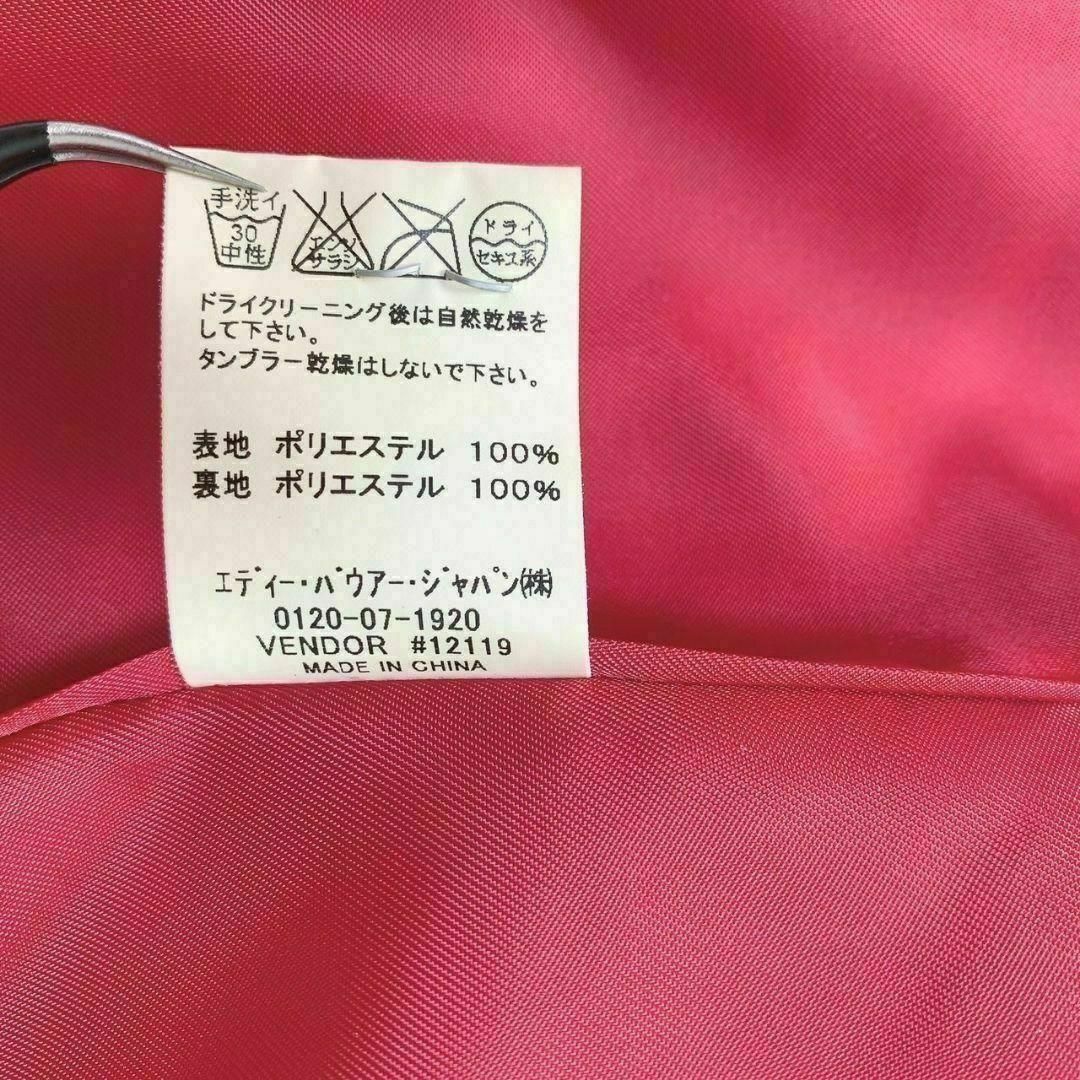 手洗イ
30
中性
エンソ
サラシ
ドライ
セキユ系
ドライクリーニング後は自然乾燥を
して下さい。
タンブラー乾燥はしないで下さい。
表地 ポリエステル 100%
裏地 ポリエステル 100%
エディー・バウアー・ジャパン㈱
0120-07-1920
VENDOR #12119
MADE IN CHINA